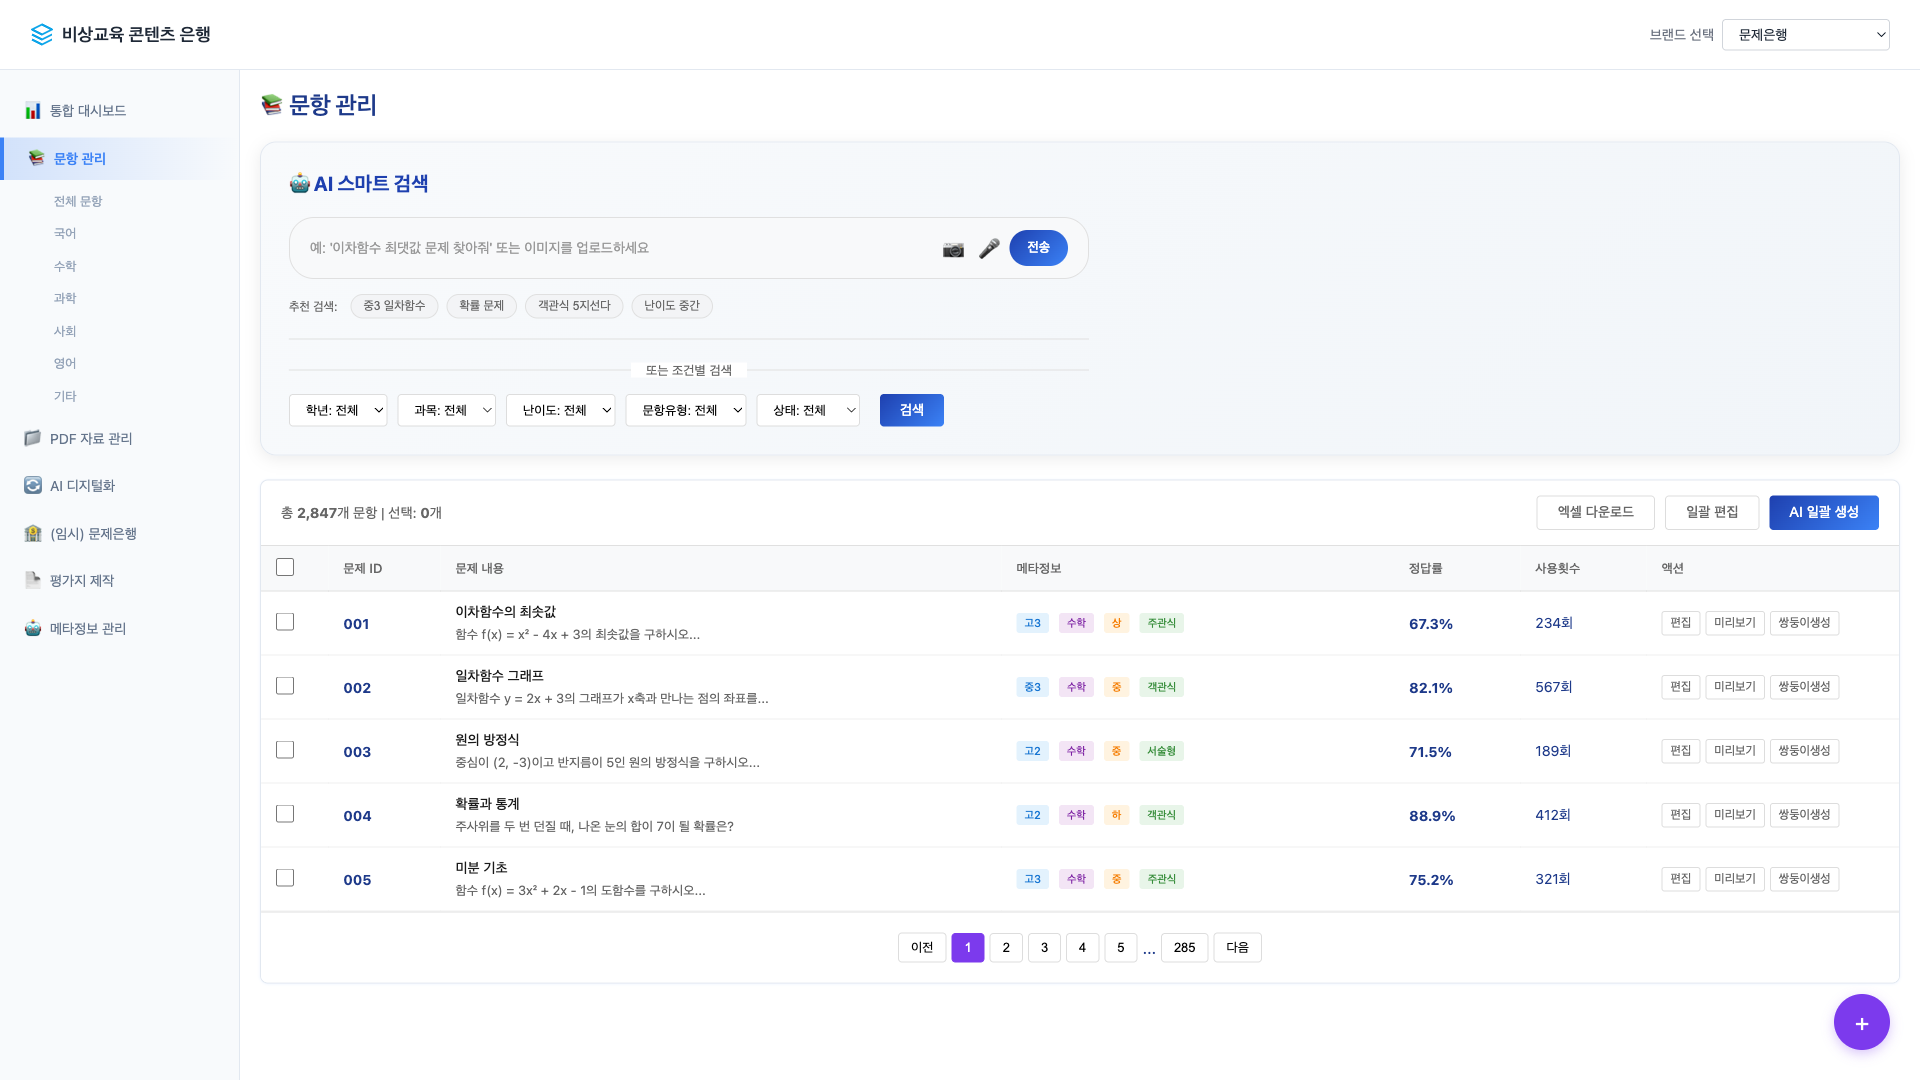 비상교육 콘텐츠 은행
브랜드 선택 문제은행
통합 대시보드
문항 관리
전체 문항
국어
수학
과학
사회
영어
기타
PDF 자료 관리
AI 디지털화
(임시) 문제은행
평가지 제작
메타정보 관리
문항 관리
AI 스마트 검색
예: '이차함수 최댓값 문제 찾아줘' 또는 이미지를 업로드하세요 전송
추천 검색: 중3 일차함수 확률 문제 객관식 5지선다 난이도 중간
또는 조건별 검색
학년: 전체 과목: 전체 난이도: 전체 문항유형: 전체 상태: 전체 검색
총 2,847개 문항 | 선택: 0개 엑셀 다운로드 일괄 편집 AI 일괄 생성
문제 ID 문제 내용 메타정보 정답률 사용횟수 액션
001 이차함수의 최솟값 고3 수학 상 주관식 67.3% 234회 편집 미리보기 쌍둥이생성
함수 f(x) = x² - 4x + 3의 최솟값을 구하시오...
002 일차함수 그래프 중3 수학 중 객관식 82.1% 567회 편집 미리보기 쌍둥이생성
일차함수 y = 2x + 3의 그래프가 x축과 만나는 점의 좌표를...
003 원의 방정식 고2 수학 중 서술형 71.5% 189회 편집 미리보기 쌍둥이생성
중심이 (2, -3)이고 반지름이 5인 원의 방정식을 구하시오...
004 확률과 통계 고2 수학 하 객관식 88.9% 412회 편집 미리보기 쌍둥이생성
주사위를 두 번 던질 때, 나온 눈의 합이 7이 될 확률은?
005 미분 기초 고3 수학 중 주관식 75.2% 321회 편집 미리보기 쌍둥이생성
함수 f(x) = 3x² + 2x - 1의 도함수를 구하시오...
이전 1 2 3 4 5 ... 285 다음
+